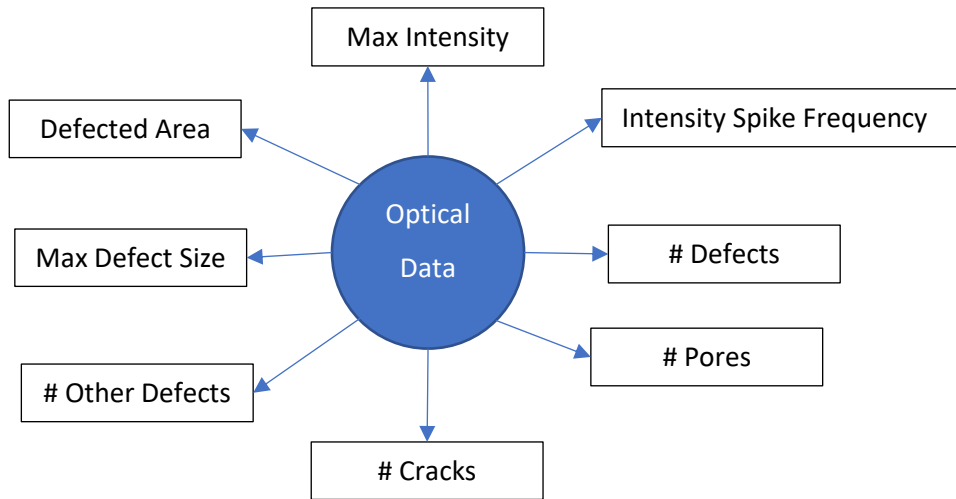 Max Intensity
Defected Area
Intensity Spike Frequency
Optical
Data
Max Defect Size
# Defects
# Pores
# Other Defects
# Cracks